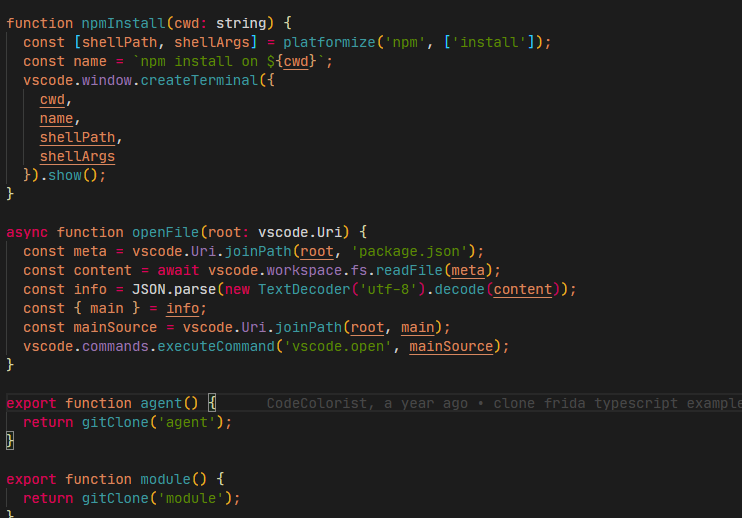 function npmInstall(cwd: string) {
  const [shellPath, shellArgs] = platformize('npm', ['install']);
  const name = `npm install on ${cwd}`;
  vscode.window.createTerminal({
    cwd,
    name,
    shellPath,
    shellArgs
  }).show();
}

async function openFile(root: vscode.Uri) {
  const meta = vscode.Uri.joinPath(root, 'package.json');
  const content = await vscode.workspace.fs.readFile(meta);
  const info = JSON.parse(new TextDecoder('utf-8').decode(content));
  const { main } = info;
  const mainSource = vscode.Uri.joinPath(root, main);
  vscode.commands.executeCommand('vscode.open', mainSource);
}

export function agent() {      CodeColorist, a year ago • clone frida typescript example
  return gitClone('agent');
}

export function module() {
  return gitClone('module');
}